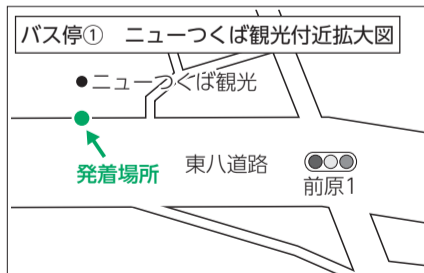 バス停① ニューつくば観光付近拡大図
●ニューつくば観光
発着場所
東八道路
前原1